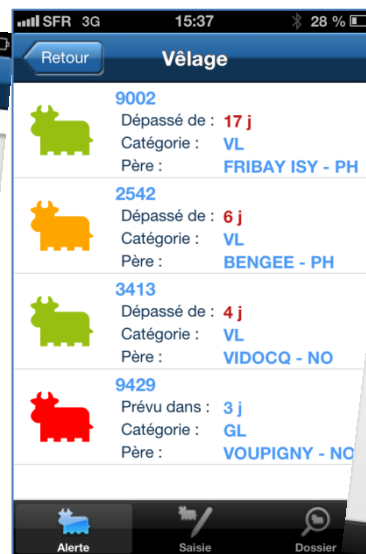 SFR 3G 15:37 28 %
Retour Vêlage
9002
Dépassé de : 17 j
Catégorie : VL
Père : FRIBAY ISY - PH
2542
Dépassé de : 6 j
Catégorie : VL
Père : BENGEE - PH
3413
Dépassé de : 4 j
Catégorie : VL
Père : VIDOCQ - NO
9429
Prévu dans : 3 j
Catégorie : GL
Père : VOUPIGNY - NO
Alerte Saisie Dossier